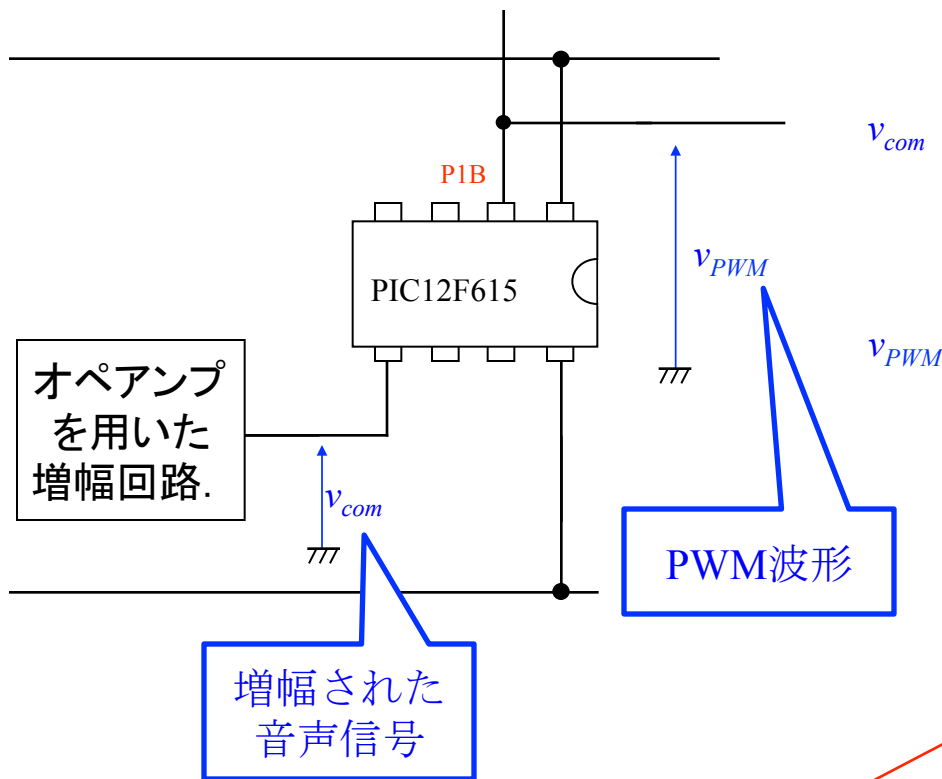 v_com
P1B
v_PWM
PIC12F615
v_PWM
オペアンプ
を用いた
増幅回路.
v_com
PWM波形
増幅された
音声信号